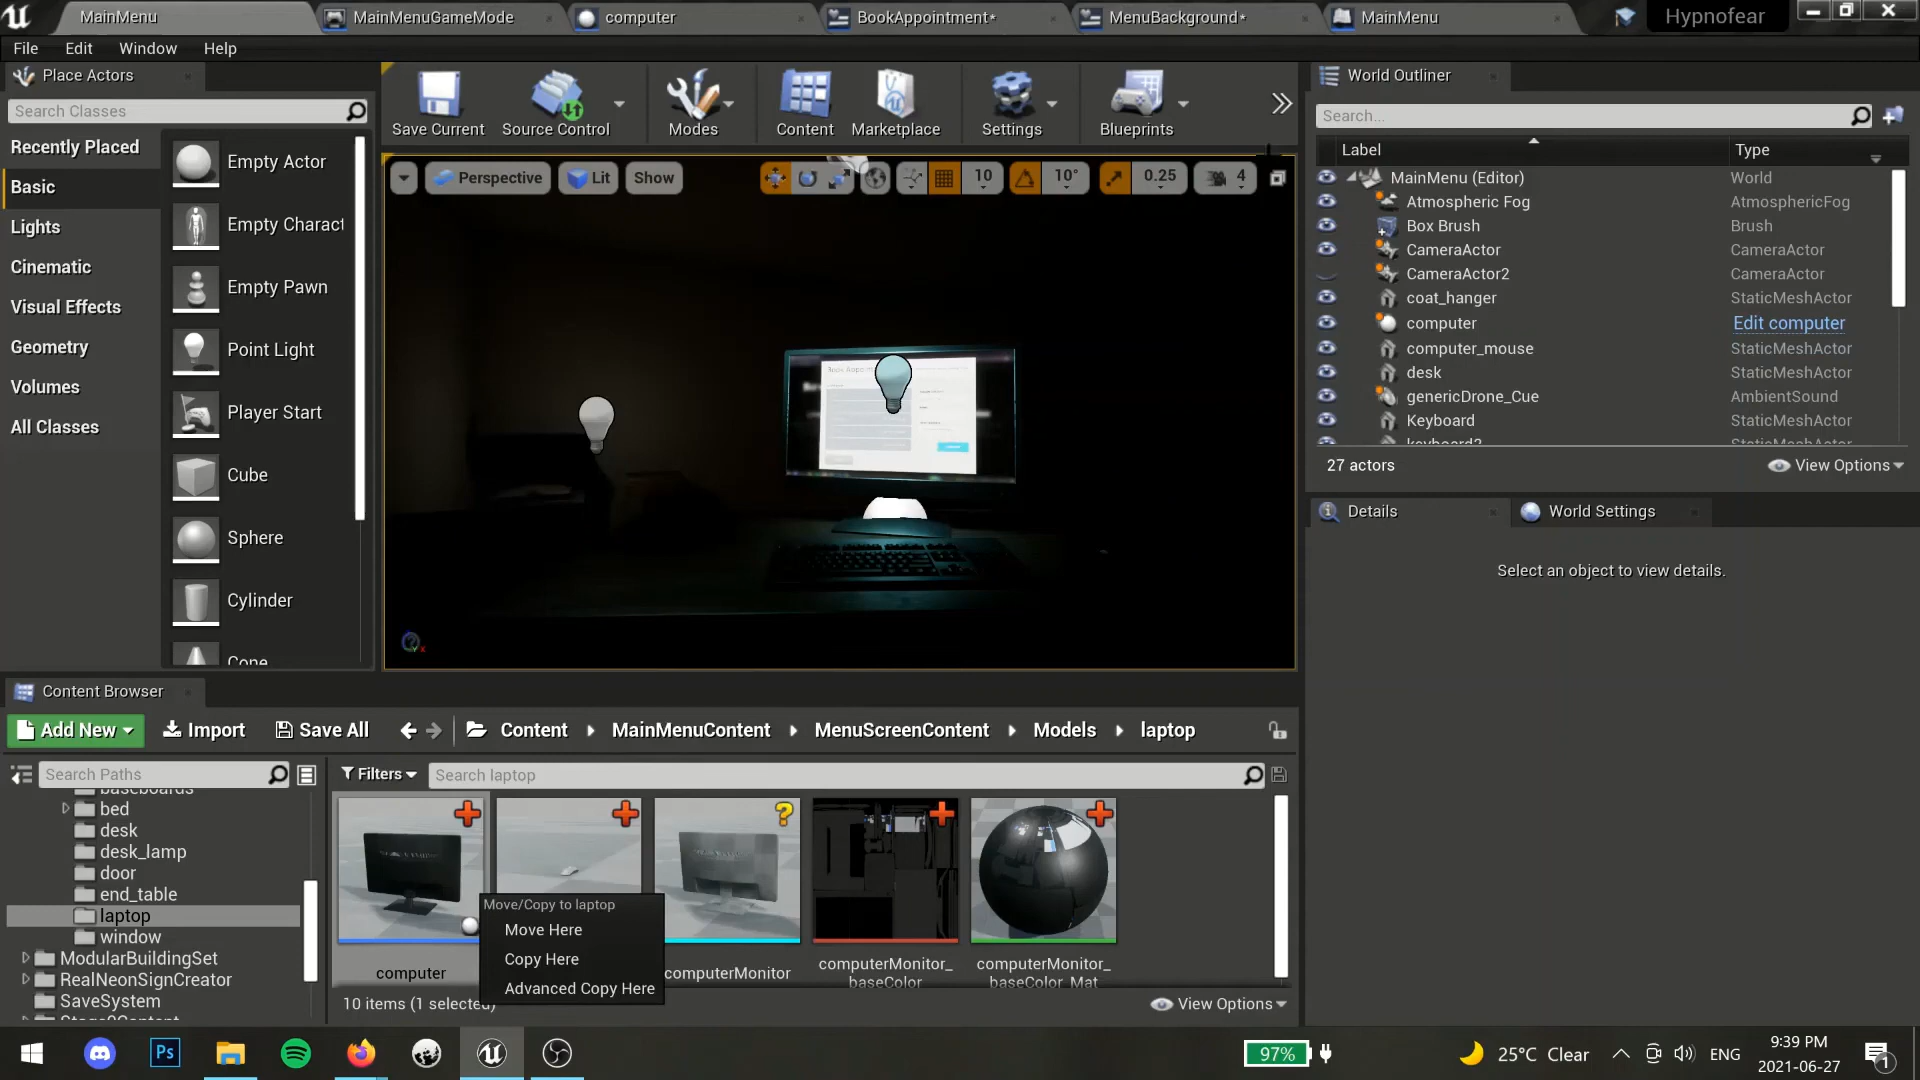 MainMenu
MainMenuGameMode
computer
BookAppointment*
MenuBackground*
MainMenu
Hypnofear
File Edit Window Help
Place Actors
Search Classes
Recently Placed
Basic
Lights
Cinematic
Visual Effects
Geometry
Volumes
All Classes
Empty Actor
Empty Charact
Empty Pawn
Point Light
Player Start
Cube
Sphere
Cylinder
Cone
Save Current
Source Control
Modes
Content
Marketplace
Settings
Blueprints
Perspective
Lit
Show
10
10°
0.25
4
World Outliner
Search...
Label Type
MainMenu (Editor) World
Atmospheric Fog AtmosphericFog
Box Brush Brush
CameraActor CameraActor
CameraActor2 CameraActor
coat_hanger StaticMeshActor
computer Edit computer
computer_mouse StaticMeshActor
desk StaticMeshActor
genericDrone_Cue AmbientSound
Keyboard StaticMeshActor
keyboard2 StaticMeshActor
27 actors
View Options
Details
World Settings
Select an object to view details.
Content Browser
Add New
Import
Save All
Content
MainMenuContent
MenuScreenContent
Models
laptop
Search Paths
baseboards
bed
desk
desk_lamp
door
end_table
laptop
window
ModularBuildingSet
RealNeonSignCreator
SaveSystem
Filters
Search laptop
computer
computerMonitor
computerMonitor_
baseColor
computerMonitor_
baseColor_Mat
Move/Copy to laptop
Move Here
Copy Here
Advanced Copy Here
10 items (1 selected)
View Options
Ps
97%
25°C Clear
ENG
9:39 PM
2021-06-27
1